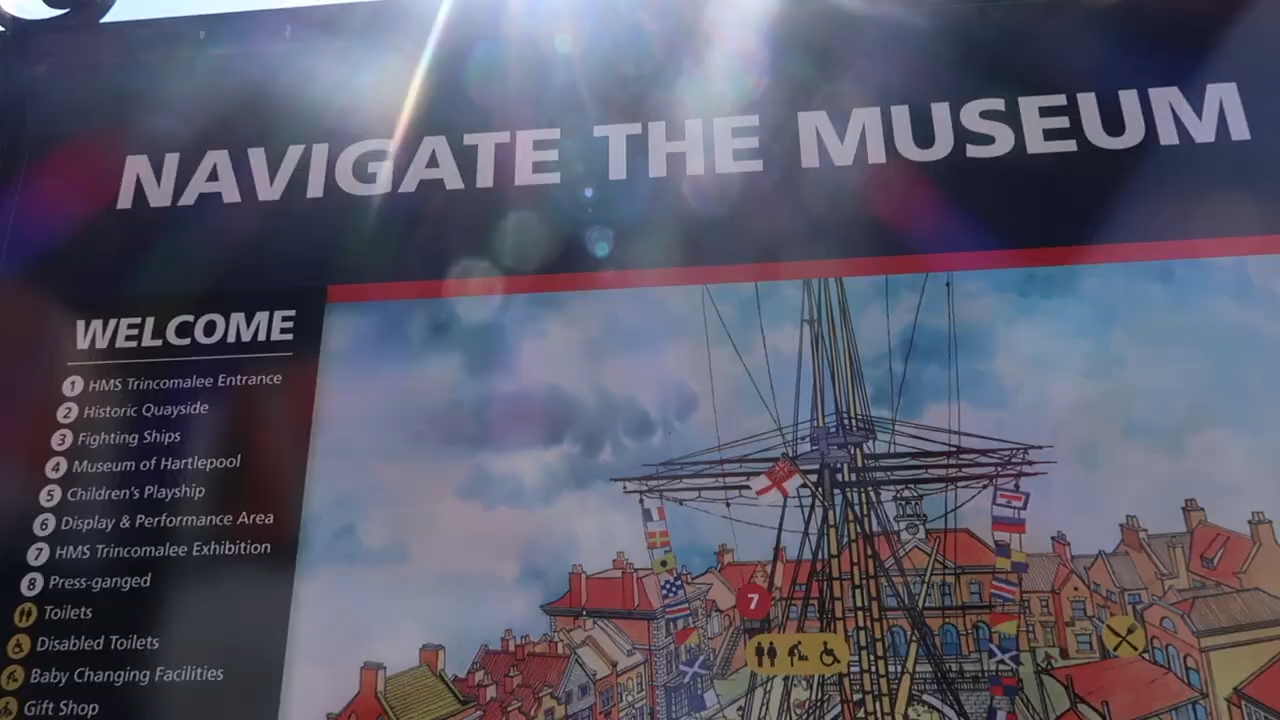 NAVIGATE THE MUSEUM
WELCOME
1 HMS Trincomalee Entrance
2 Historic Quayside
3 Fighting Ships
4 Museum of Hartlepool
5 Children's Playship
6 Display & Performance Area
7 HMS Trincomalee Exhibition
8 Press-ganged
Toilets
Disabled Toilets
Baby Changing Facilities
Gift Shop
7